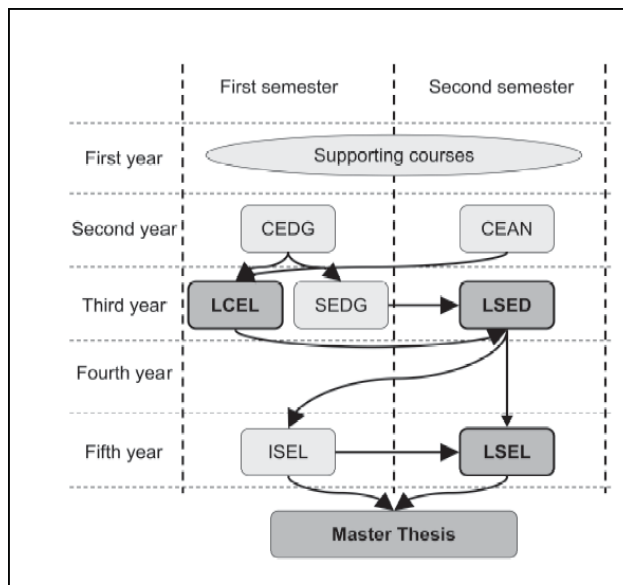 First semester
Second semester
First year
Supporting courses
Second year
CEDG
CEAN
Third year
LCEL
SEDG
LSED
Fourth year
Fifth year
ISEL
LSEL
Master Thesis